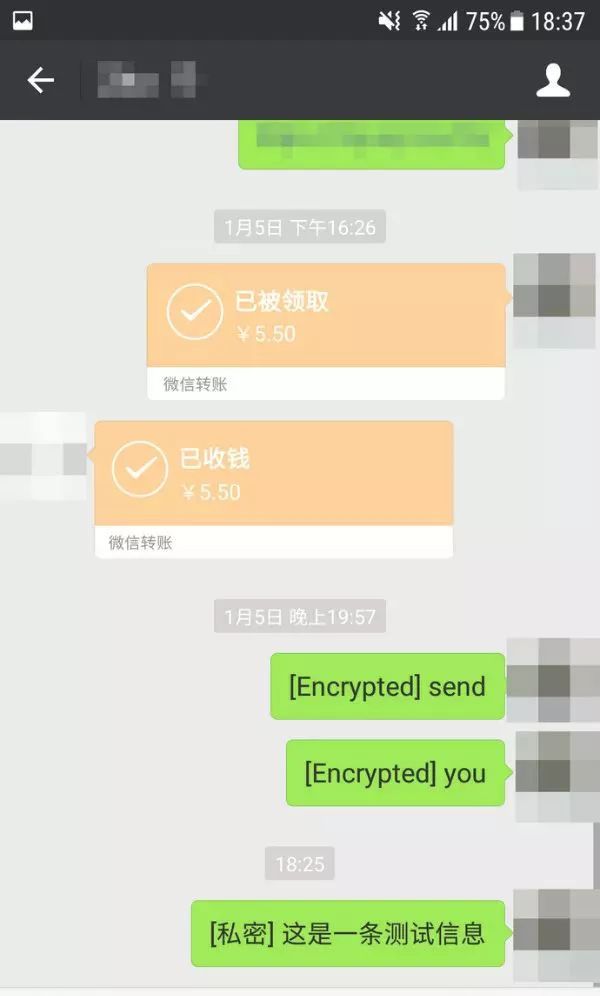 75% 18:37
1月5日 下午16:26
已被领取
￥5.50
微信转账
已收钱
￥5.50
微信转账
1月5日 晚上19:57
[Encrypted] send
[Encrypted] you
18:25
[私密] 这是一条测试信息